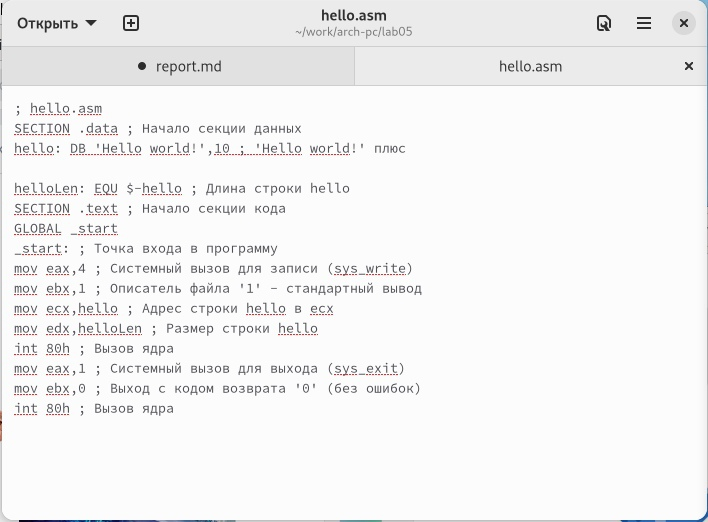 Открыть
hello.asm
~/work/arch-pc/lab05
report.md
hello.asm
; hello.asm
SECTION .data ; Начало секции данных
hello: DB 'Hello world!',10 ; 'Hello world!' плюс
helloLen: EQU $-hello ; Длина строки hello
SECTION .text ; Начало секции кода
GLOBAL _start
_start: ; Точка входа в программу
mov eax,4 ; Системный вызов для записи (sys_write)
mov ebx,1 ; Описатель файла '1' - стандартный вывод
mov ecx,hello ; Адрес строки hello в ecx
mov edx,helloLen ; Размер строки hello
int 80h ; Вызов ядра
mov eax,1 ; Системный вызов для выхода (sys_exit)
mov ebx,0 ; Выход с кодом возврата '0' (без ошибок)
int 80h ; Вызов ядра